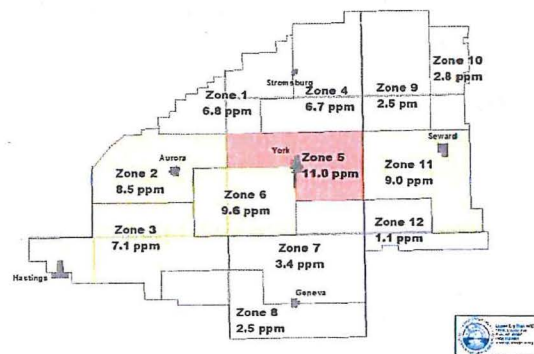 Zone 10
2.8 ppm
Stromsburg
Zone 1
6.8 ppm
Zone 4
6.7 ppm
Zone 9
2.5 pm
Seward
Aurora
York
Zone 5
11.0 ppm
Zone 11
9.0 ppm
Zone 2
8.5 ppm
Zone 6
9.6 ppm
Zone 3
7.1 ppm
Zone 12
1.1 ppm
Zone 7
3.4 ppm
Hastings
Geneva
Zone 8
2.5 ppm